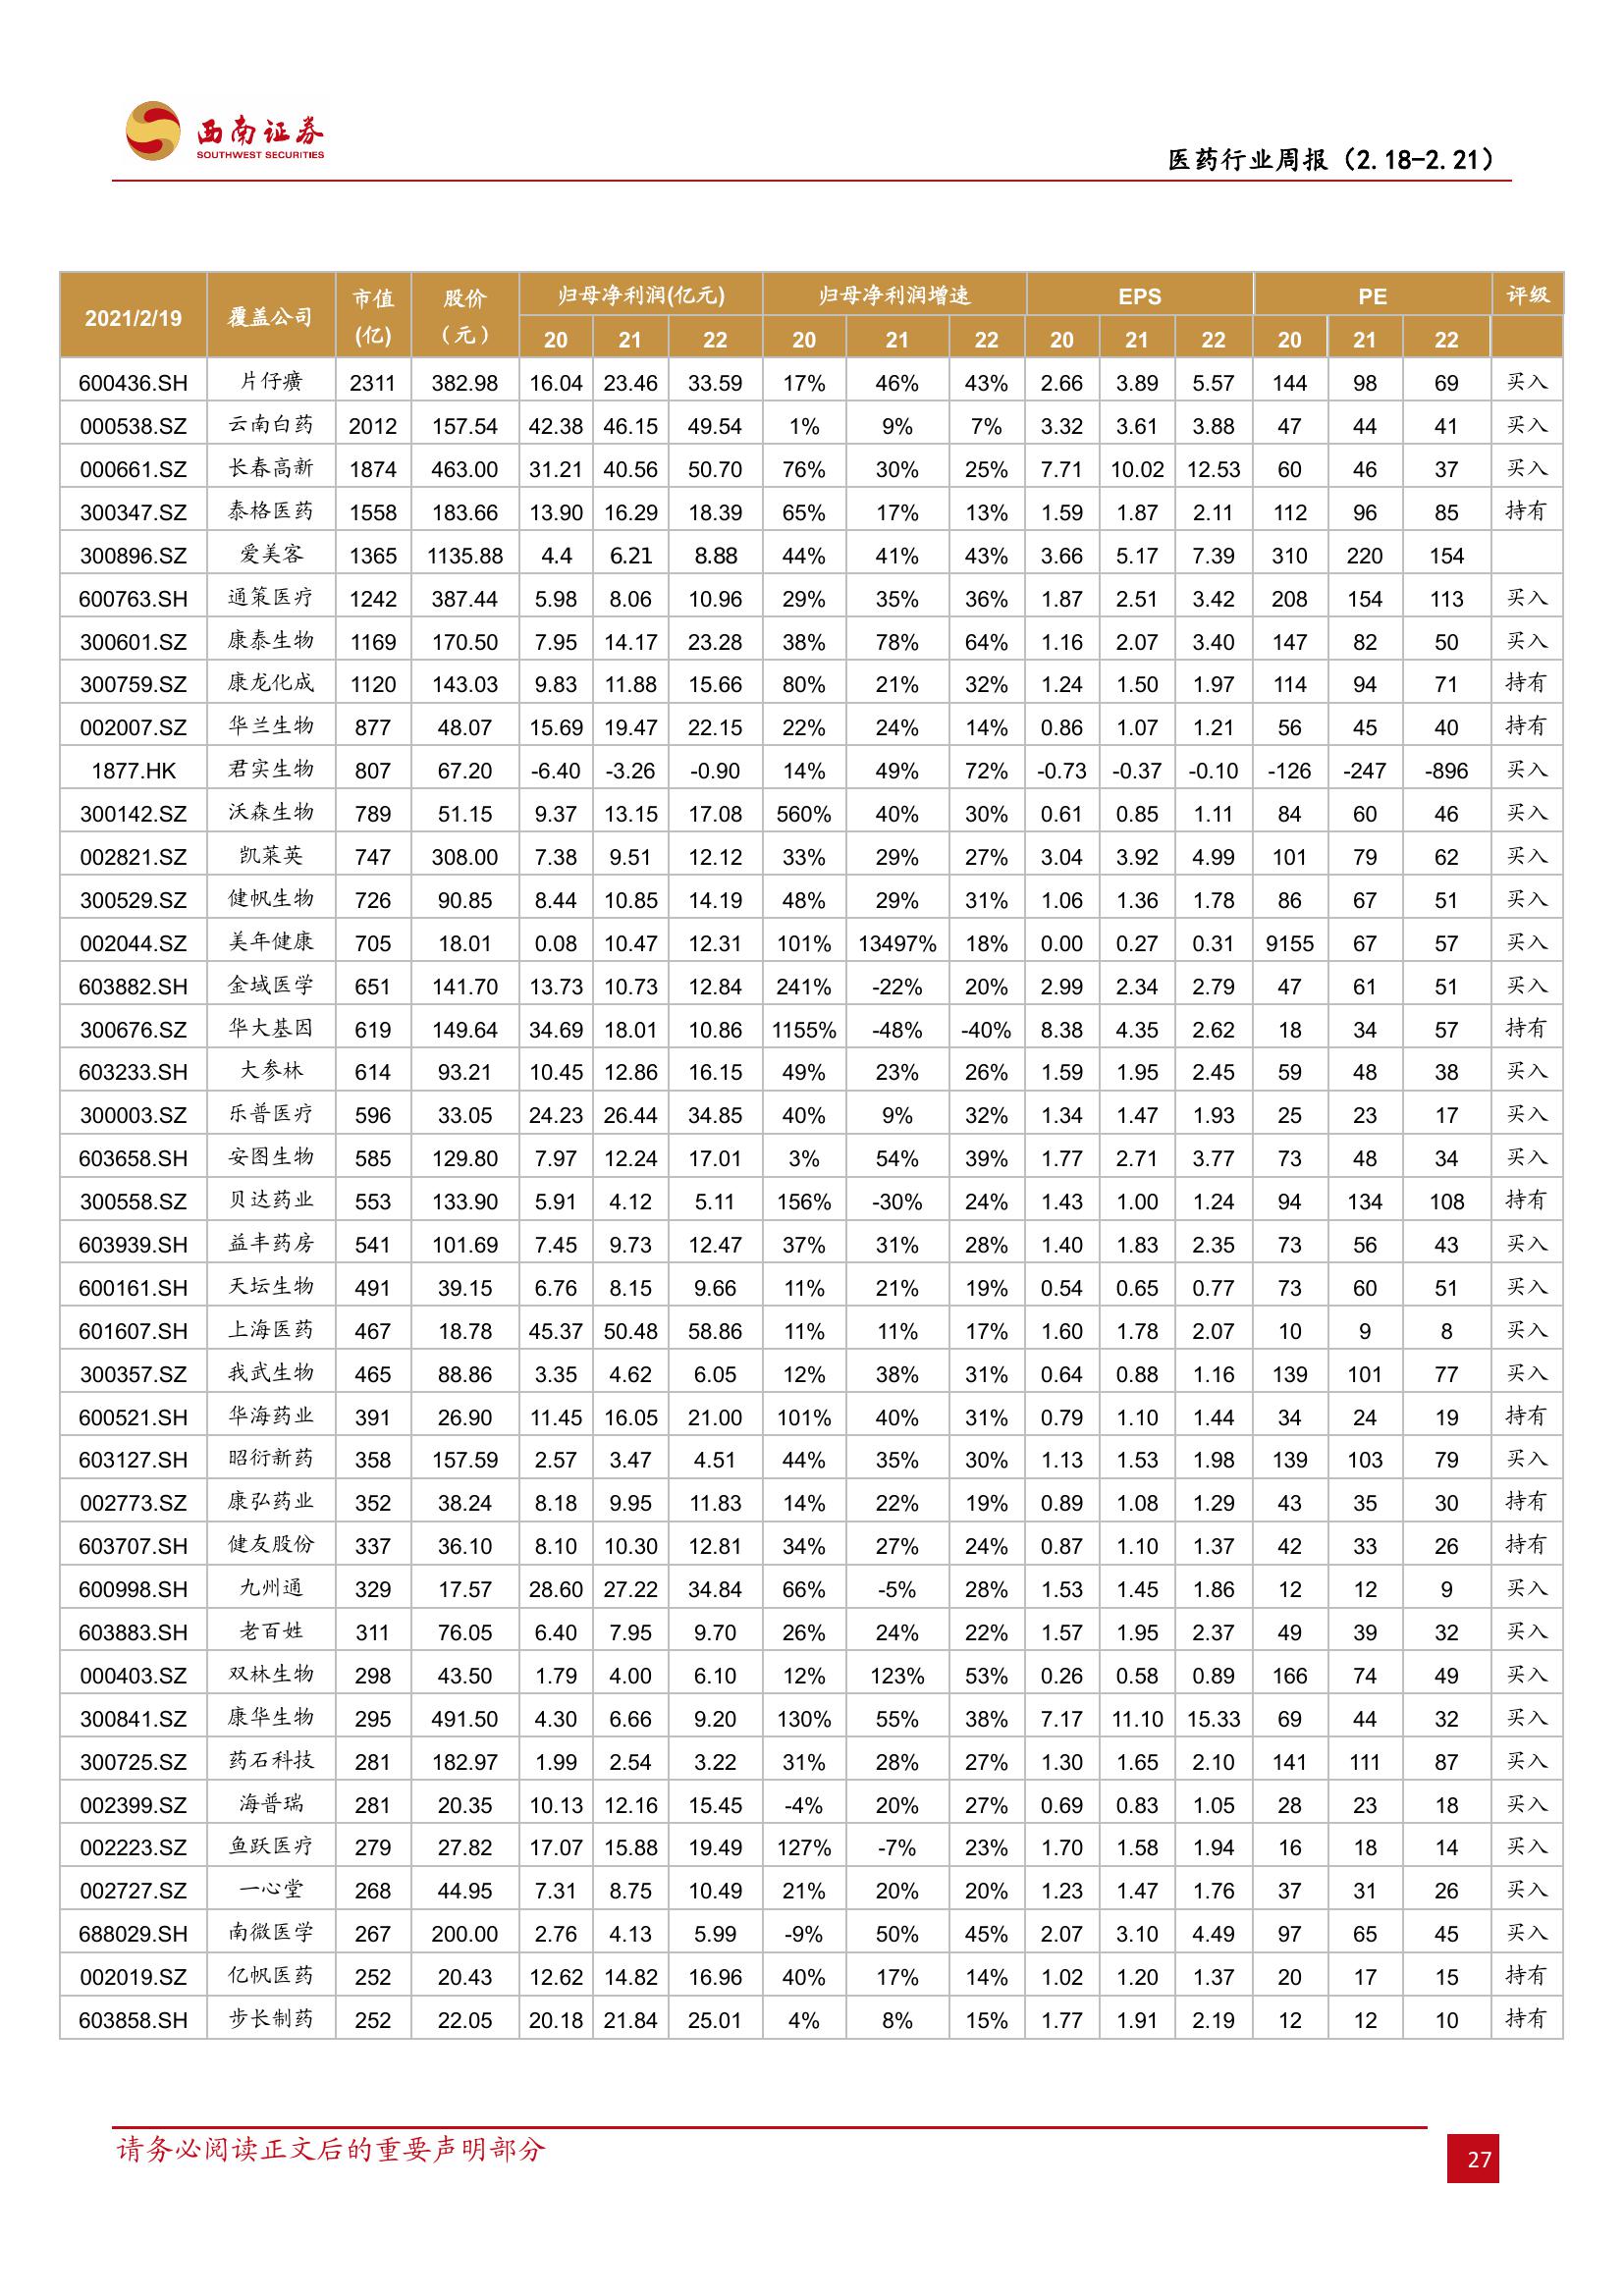 西南证券
SOUTHWEST SECURITIES
医药行业周报（2.18-2.21）
2021/2/19 覆盖公司 市值(亿) 股价（元） 归母净利润(亿元) 归母净利润增速 EPS PE 评级
20 21 22 20 21 22 20 21 22 20 21 22
600436.SH 片仔癀 2311 382.98 16.04 23.46 33.59 17% 46% 43% 2.66 3.89 5.57 144 98 69 买入
000538.SZ 云南白药 2012 157.54 42.38 46.15 49.54 1% 9% 7% 3.32 3.61 3.88 47 44 41 买入
000661.SZ 长春高新 1874 463.00 31.21 40.56 50.70 76% 30% 25% 7.71 10.02 12.53 60 46 37 买入
300347.SZ 泰格医药 1558 183.66 13.90 16.29 18.39 65% 17% 13% 1.59 1.87 2.11 112 96 85 持有
300896.SZ 爱美客 1365 1135.88 4.4 6.21 8.88 44% 41% 43% 3.66 5.17 7.39 310 220 154
600763.SH 通策医疗 1242 387.44 5.98 8.06 10.96 29% 35% 36% 1.87 2.51 3.42 208 154 113 买入
300601.SZ 康泰生物 1169 170.50 7.95 14.17 23.28 38% 78% 64% 1.16 2.07 3.40 147 82 50 买入
300759.SZ 康龙化成 1120 143.03 9.83 11.88 15.66 80% 21% 32% 1.24 1.50 1.97 114 94 71 持有
002007.SZ 华兰生物 877 48.07 15.69 19.47 22.15 22% 24% 14% 0.86 1.07 1.21 56 45 40 持有
1877.HK 君实生物 807 67.20 -6.40 -3.26 -0.90 14% 49% 72% -0.73 -0.37 -0.10 -126 -247 -896 买入
300142.SZ 沃森生物 789 51.15 9.37 13.15 17.08 560% 40% 30% 0.61 0.85 1.11 84 60 46 买入
002821.SZ 凯莱英 747 308.00 7.38 9.51 12.12 33% 29% 27% 3.04 3.92 4.99 101 79 62 买入
300529.SZ 健帆生物 726 90.85 8.44 10.85 14.19 48% 29% 31% 1.06 1.36 1.78 86 67 51 买入
002044.SZ 美年健康 705 18.01 0.08 10.47 12.31 101% 13497% 18% 0.00 0.27 0.31 9155 67 57 买入
603882.SH 金域医学 651 141.70 13.73 10.73 12.84 241% -22% 20% 2.99 2.34 2.79 47 61 51 买入
300676.SZ 华大基因 619 149.64 34.69 18.01 10.86 1155% -48% -40% 8.38 4.35 2.62 18 34 57 持有
603233.SH 大参林 614 93.21 10.45 12.86 16.15 49% 23% 26% 1.59 1.95 2.45 59 48 38 买入
300003.SZ 乐普医疗 596 33.05 24.23 26.44 34.85 40% 9% 32% 1.34 1.47 1.93 25 23 17 买入
603658.SH 安图生物 585 129.80 7.97 12.24 17.01 3% 54% 39% 1.77 2.71 3.77 73 48 34 买入
300558.SZ 贝达药业 553 133.90 5.91 4.12 5.11 156% -30% 24% 1.43 1.00 1.24 94 134 108 持有
603939.SH 益丰药房 541 101.69 7.45 9.73 12.47 37% 31% 28% 1.40 1.83 2.35 73 56 43 买入
600161.SH 天坛生物 491 39.15 6.76 8.15 9.66 11% 21% 19% 0.54 0.65 0.77 73 60 51 买入
601607.SH 上海医药 467 18.78 45.37 50.48 58.86 11% 11% 17% 1.60 1.78 2.07 10 9 8 买入
300357.SZ 我武生物 465 88.86 3.35 4.62 6.05 12% 38% 31% 0.64 0.88 1.16 139 101 77 买入
600521.SH 华海药业 391 26.90 11.45 16.05 21.00 101% 40% 31% 0.79 1.10 1.44 34 24 19 持有
603127.SH 昭衍新药 358 157.59 2.57 3.47 4.51 44% 35% 30% 1.13 1.53 1.98 139 103 79 买入
002773.SZ 康弘药业 352 38.24 8.18 9.95 11.83 14% 22% 19% 0.89 1.08 1.29 43 35 30 持有
603707.SH 健友股份 337 36.10 8.10 10.30 12.81 34% 27% 24% 0.87 1.10 1.37 42 33 26 持有
600998.SH 九州通 329 17.57 28.60 27.22 34.84 66% -5% 28% 1.53 1.45 1.86 12 12 9 买入
603883.SH 老百姓 311 76.05 6.40 7.95 9.70 26% 24% 22% 1.57 1.95 2.37 49 39 32 买入
000403.SZ 双林生物 298 43.50 1.79 4.00 6.10 12% 123% 53% 0.26 0.58 0.89 166 74 49 买入
300841.SZ 康华生物 295 491.50 4.30 6.66 9.20 130% 55% 38% 7.17 11.10 15.33 69 44 32 买入
300725.SZ 药石科技 281 182.97 1.99 2.54 3.22 31% 28% 27% 1.30 1.65 2.10 141 111 87 买入
002399.SZ 海普瑞 281 20.35 10.13 12.16 15.45 -4% 20% 27% 0.69 0.83 1.05 28 23 18 买入
002223.SZ 鱼跃医疗 279 27.82 17.07 15.88 19.49 127% -7% 23% 1.70 1.58 1.94 16 18 14 买入
002727.SZ 一心堂 268 44.95 7.31 8.75 10.49 21% 20% 20% 1.23 1.47 1.76 37 31 26 买入
688029.SH 南微医学 267 200.00 2.76 4.13 5.99 -9% 50% 45% 2.07 3.10 4.49 97 65 45 买入
002019.SZ 亿帆医药 252 20.43 12.62 14.82 16.96 40% 17% 14% 1.02 1.20 1.37 20 17 15 持有
603858.SH 步长制药 252 22.05 20.18 21.84 25.01 4% 8% 15% 1.77 1.91 2.19 12 12 10 持有
请务必阅读正文后的重要声明部分
27